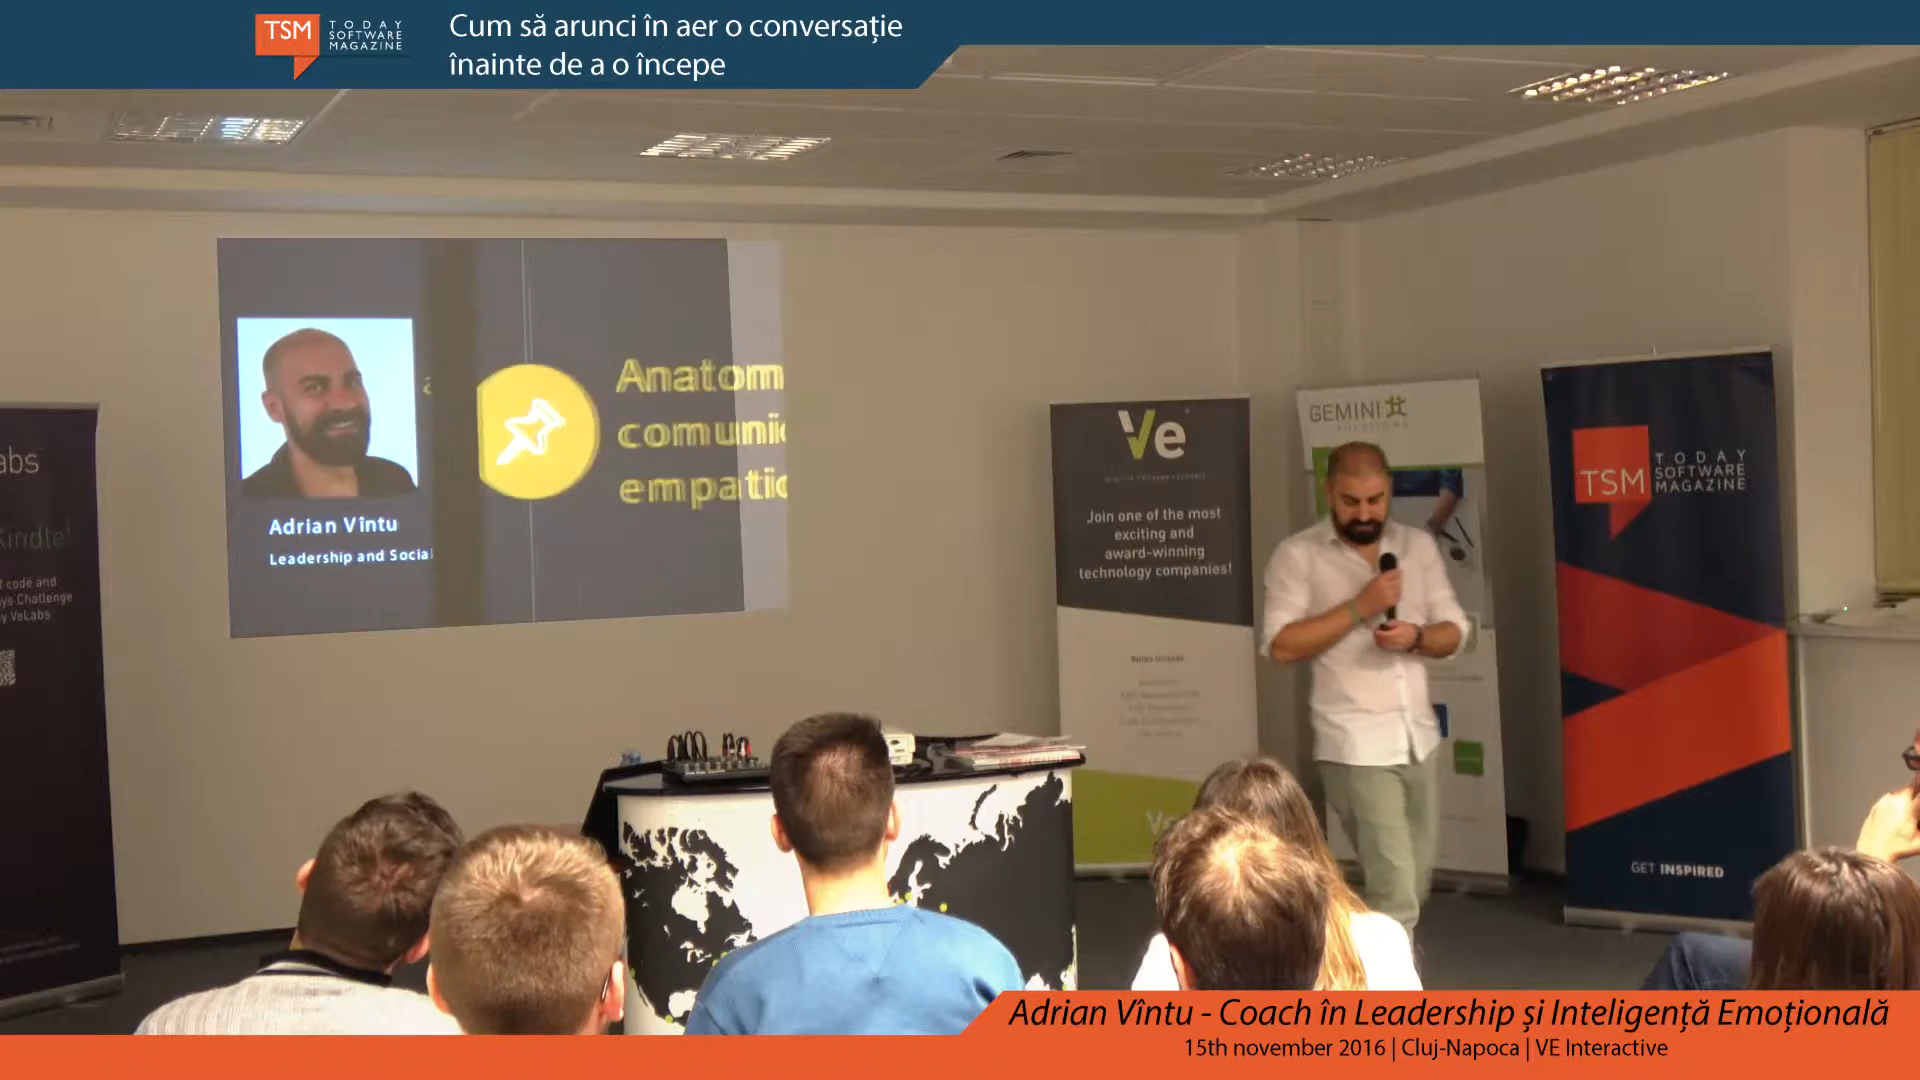 TSM
TODAY
SOFTWARE
MAGAZINE
Cum să arunci în aer o conversație
înainte de a o începe
Adrian Vîntu
Leadership and Social
Anatom
comunic
empatic
abs
Kindle!
code and
ys Challenge
y VeLabs
Ve
Join one of the most
exciting and
award-winning
technology companies!
GEMINI
SOLUTIONS
TSM
TODAY
SOFTWARE
MAGAZINE
GET INSPIRED
Adrian Vîntu - Coach în Leadership și Inteligență Emoțională
15th november 2016 | Cluj-Napoca | VE Interactive